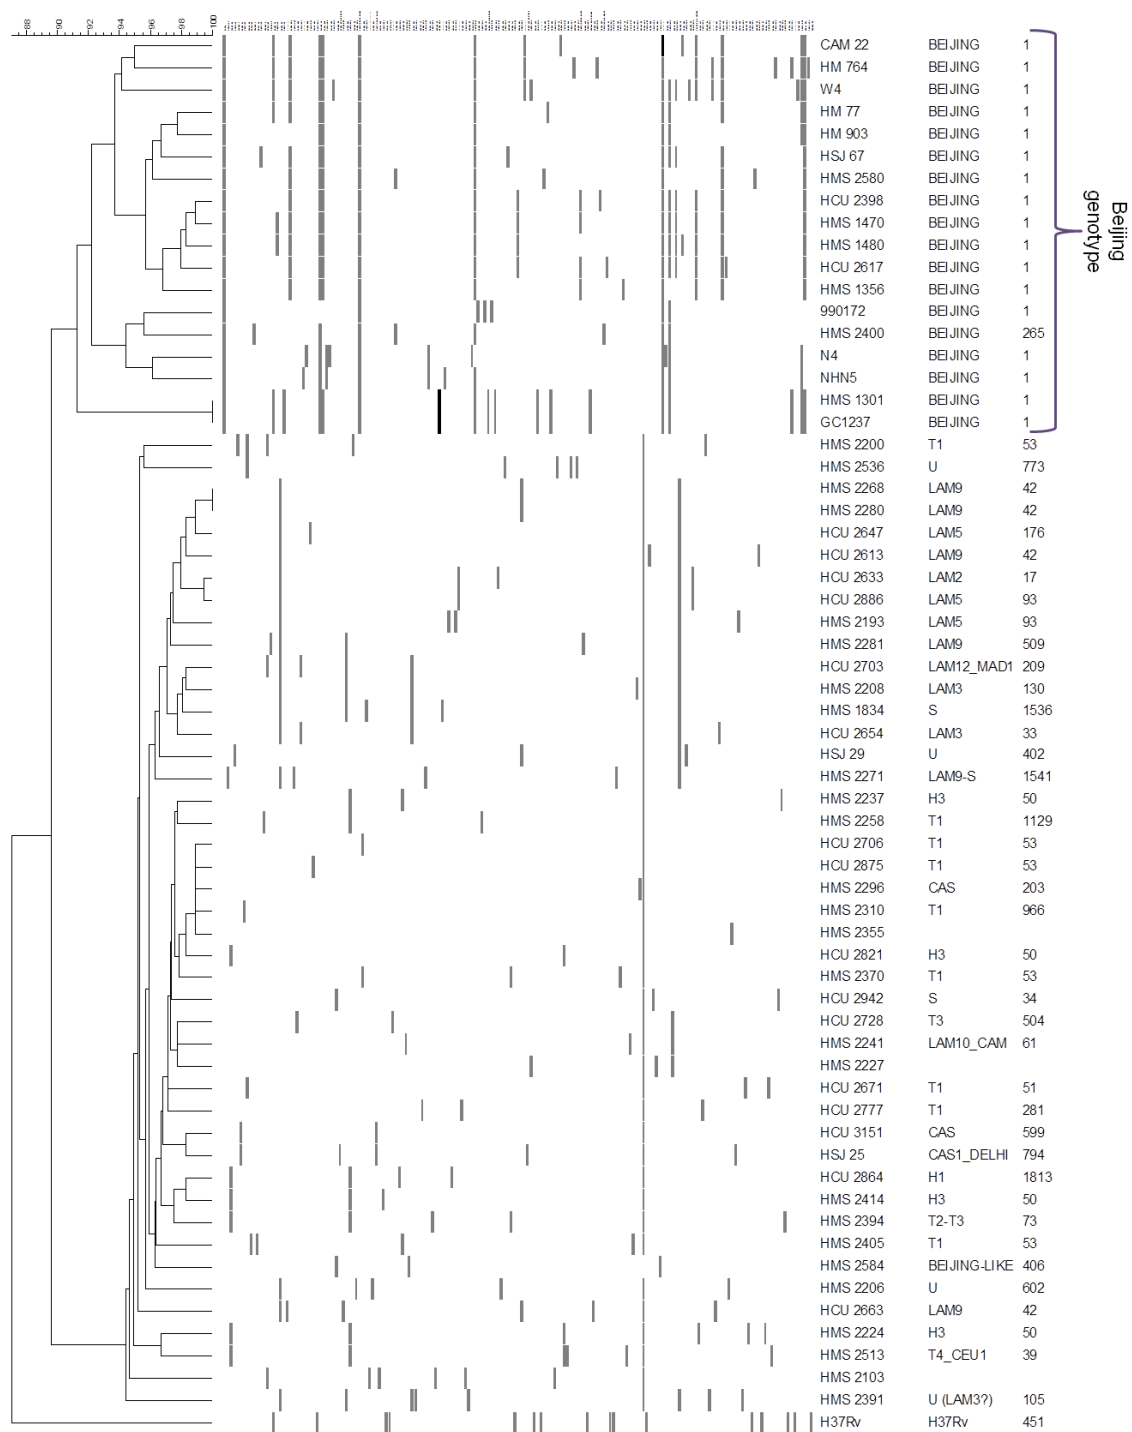 88
90
92
94
96
98
100
CAM 22 BEIJING 1
HM 764 BEIJING 1
W4 BEIJING 1
HM 77 BEIJING 1
HM 903 BEIJING 1
HSJ 67 BEIJING 1
HMS 2580 BEIJING 1
HCU 2398 BEIJING 1
HMS 1470 BEIJING 1
HMS 1480 BEIJING 1
HCU 2617 BEIJING 1
HMS 1356 BEIJING 1
990172 BEIJING 1
HMS 2400 BEIJING 265
N4 BEIJING 1
NHN5 BEIJING 1
HMS 1301 BEIJING 1
GC1237 BEIJING 1
Beijing
genotype
HMS 2200 T1 53
HMS 2536 U 773
HMS 2268 LAM9 42
HMS 2280 LAM9 42
HCU 2647 LAM5 176
HCU 2613 LAM9 42
HCU 2633 LAM2 17
HCU 2886 LAM5 93
HMS 2193 LAM5 93
HMS 2281 LAM9 509
HCU 2703 LAM12_MAD1 209
HMS 2208 LAM3 130
HMS 1834 S 1536
HCU 2654 LAM3 33
HSJ 29 U 402
HMS 2271 LAM9-S 1541
HMS 2237 H3 50
HMS 2258 T1 1129
HCU 2706 T1 53
HCU 2875 T1 53
HMS 2296 CAS 203
HMS 2310 T1 966
HMS 2355
HCU 2821 H3 50
HMS 2370 T1 53
HCU 2942 S 34
HCU 2728 T3 504
HMS 2241 LAM10_CAM 61
HMS 2227
HCU 2671 T1 51
HCU 2777 T1 281
HCU 3151 CAS 599
HSJ 25 CAS1_DELHI 794
HCU 2864 H1 1813
HMS 2414 H3 50
HMS 2394 T2-T3 73
HMS 2405 T1 53
HMS 2584 BEIJING-LIKE 406
HMS 2206 U 602
HCU 2663 LAM9 42
HMS 2224 H3 50
HMS 2513 T4_CEU1 39
HMS 2103
HMS 2391 U (LAM3?) 105
H37Rv H37Rv 451